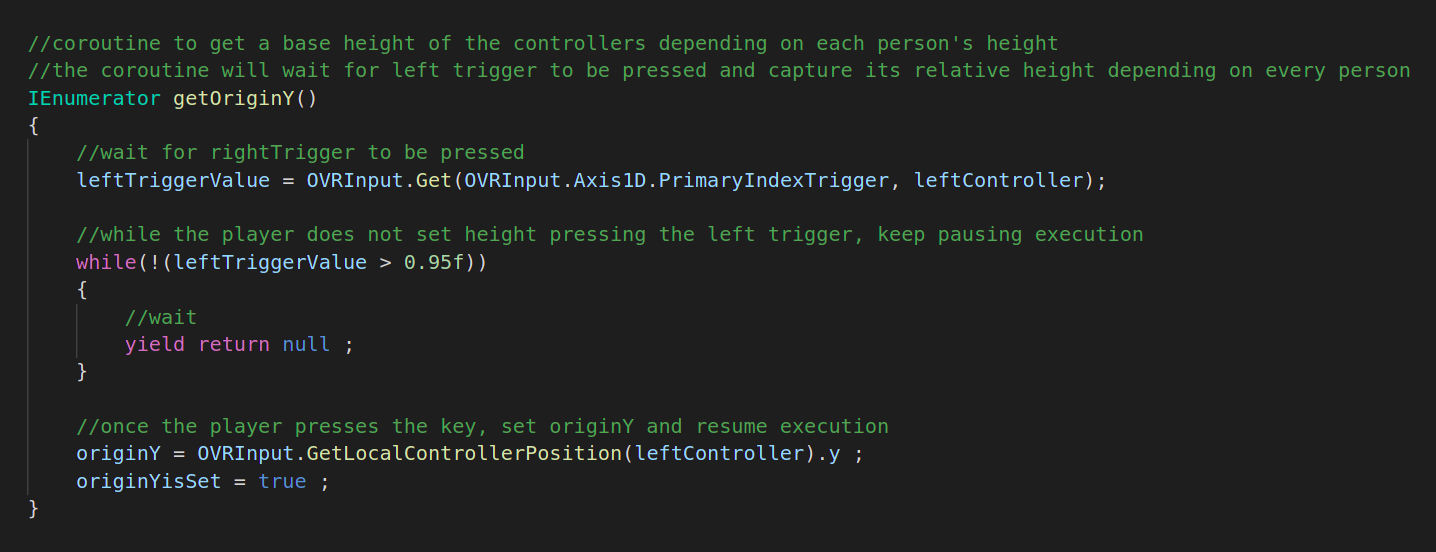 //coroutine to get a base height of the controllers depending on each person's height
//the coroutine will wait for left trigger to be pressed and capture its relative height depending on every person
IEnumerator getOriginY()
{
    //wait for rightTrigger to be pressed
    leftTriggerValue = OVRInput.Get(OVRInput.Axis1D.PrimaryIndexTrigger, leftController);
    //while the player does not set height pressing the left trigger, keep pausing execution
    while(!(leftTriggerValue > 0.95f))
    {
        //wait
        yield return null ;
    }
    //once the player presses the key, set originY and resume execution
    originY = OVRInput.GetLocalControllerPosition(leftController).y ;
    originYisSet = true ;
}